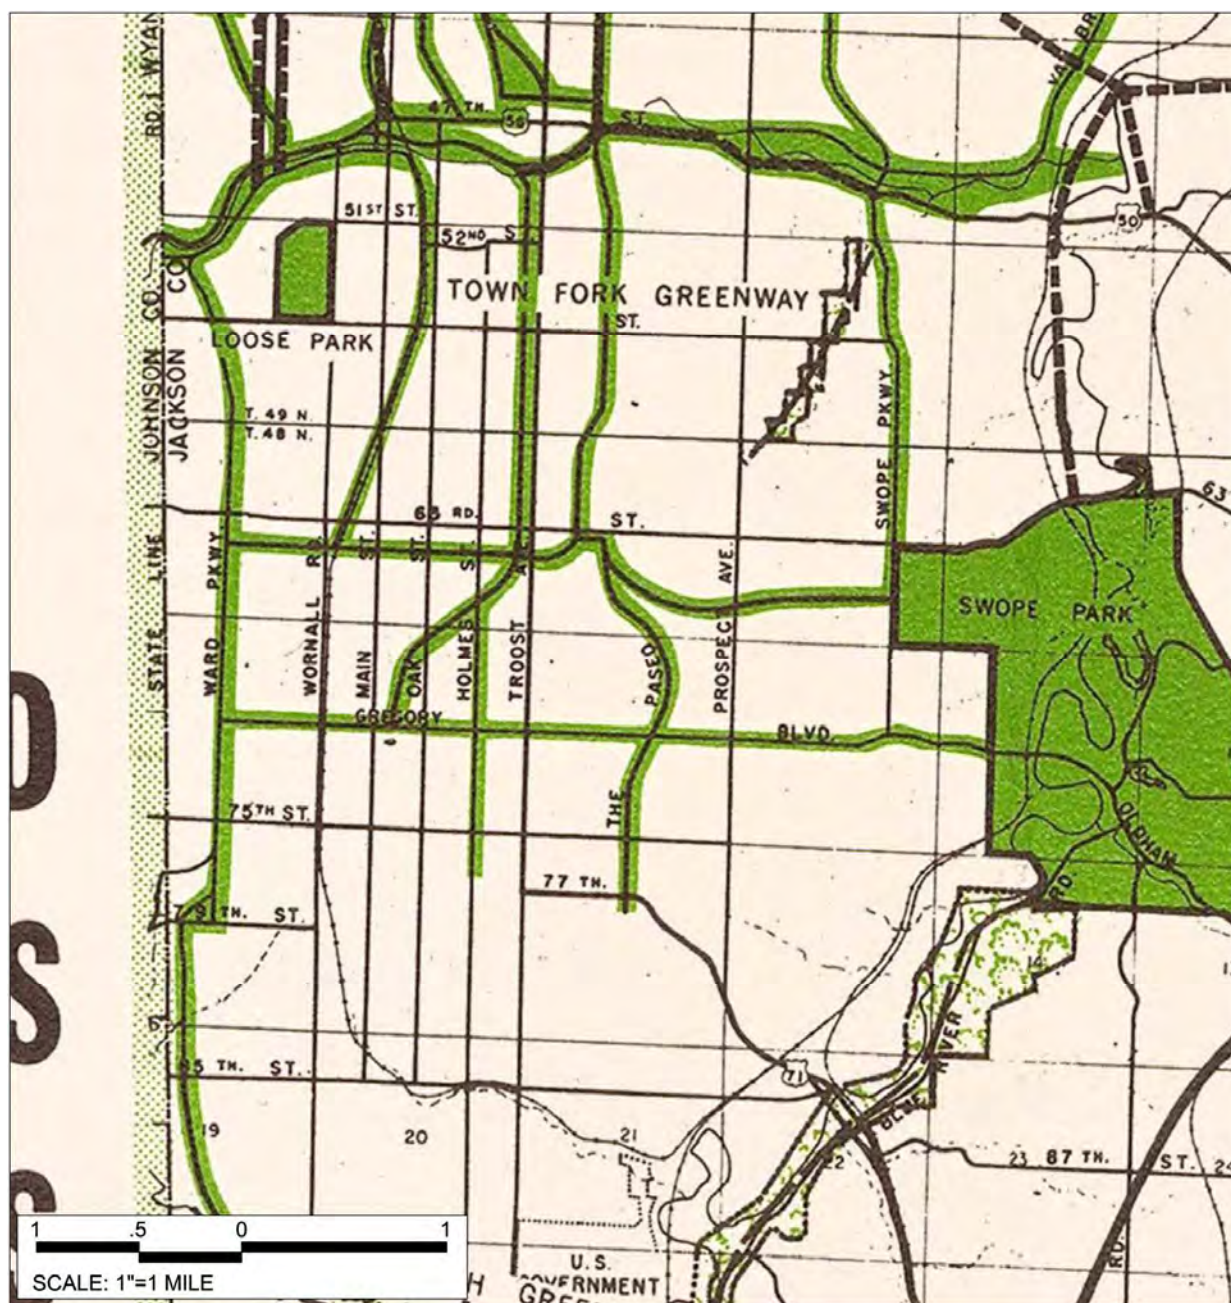 RD.) WYAN
47 TH.
56
ST.
51ST ST.
52ND S
50
TOWN FORK GREENWAY
ST.
LOOSE PARK
JOHNSON CO.
JACKSON CO.
T. 49 N.
T. 48 N.
63 RD. ST.
63
SWOPE PKWY
SWOPE PARK
STATE LINE
WARD PKWY
WORNALL R
MAIN ST.
OAK ST.
HOLMES S
TROOST A
THE PASEO
PROSPEC AVE.
GREGORY BLVD.
75TH ST.
77 TH.
OLDHAM RD
79 TH. ST.
14
71
BLUE RIVER
85 TH. ST.
19
20
21
22
23
87 TH. ST.
24
RD.
U.S.
GOVERNMENT
1 .5 0 1
SCALE: 1"=1 MILE